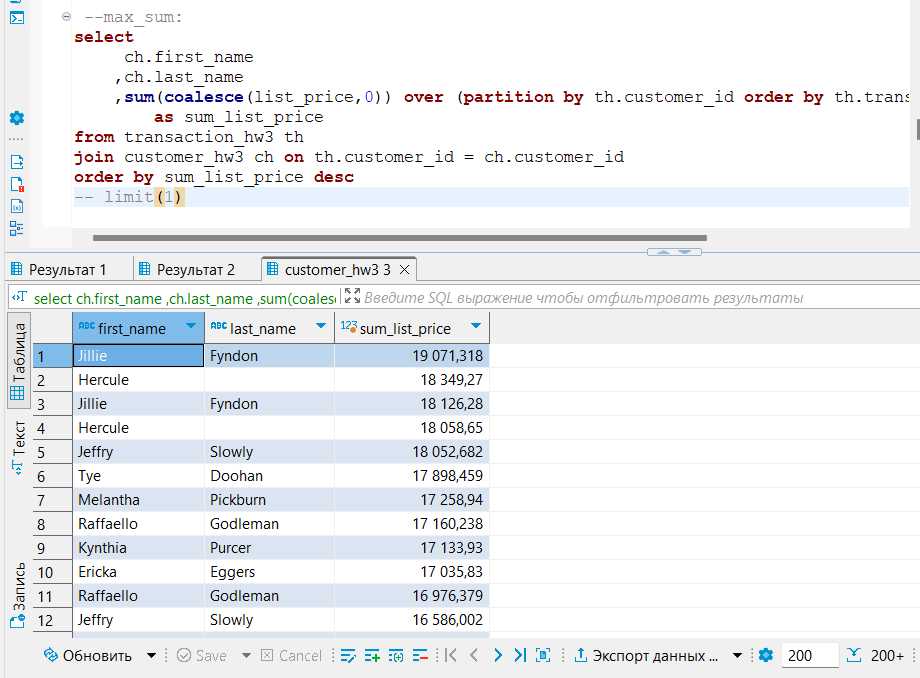 --max_sum:
select
ch.first_name
,ch.last_name
,sum(coalesce(list_price,0)) over (partition by th.customer_id order by th.trans
as sum_list_price
from transaction_hw3 th
join customer_hw3 ch on th.customer_id = ch.customer_id
order by sum_list_price desc
-- limit(1)
Результат 1 Результат 2 customer_hw3 3
select ch.first_name ,ch.last_name ,sum(coalesc Введите SQL выражение чтобы отфильтровать результаты
Таблица
Текст
Запись
ABC first_name ABC last_name 123 sum_list_price
1 Jillie Fyndon 19 071,318
2 Hercule 18 349,27
3 Jillie Fyndon 18 126,28
4 Hercule 18 058,65
5 Jeffry Slowly 18 052,682
6 Tye Doohan 17 898,459
7 Melantha Pickburn 17 258,94
8 Raffaello Godleman 17 160,238
9 Kynthia Purcer 17 133,93
10 Ericka Eggers 17 035,83
11 Raffaello Godleman 16 976,379
12 Jeffry Slowly 16 586,002
Обновить Save Cancel Экспорт данных ... 200 200+